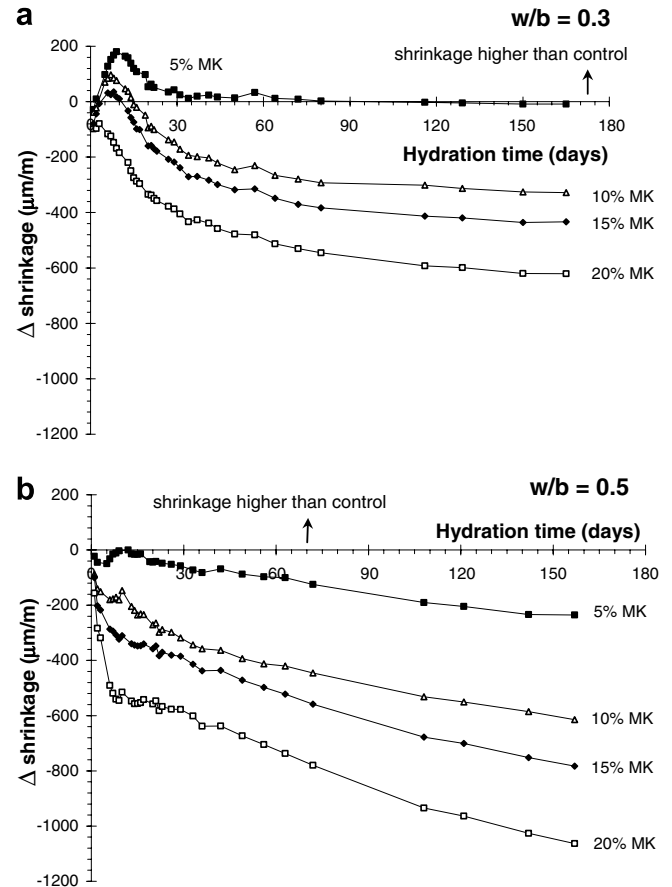 a
w/b = 0.3
200
5% MK
shrinkage higher than control
0
0 30 60 90 120 150 180
Hydration time (days)
-200
10% MK
-400
15% MK
-600
20% MK
-800
-1000
-1200
Δ shrinkage (μm/m)
b
w/b = 0.5
200
shrinkage higher than control
Hydration time (days)
0
0 30 60 90 120 150 180
5% MK
-200
-400
10% MK
-600
15% MK
-800
-1000
20% MK
-1200
Δ shrinkage (μm/m)